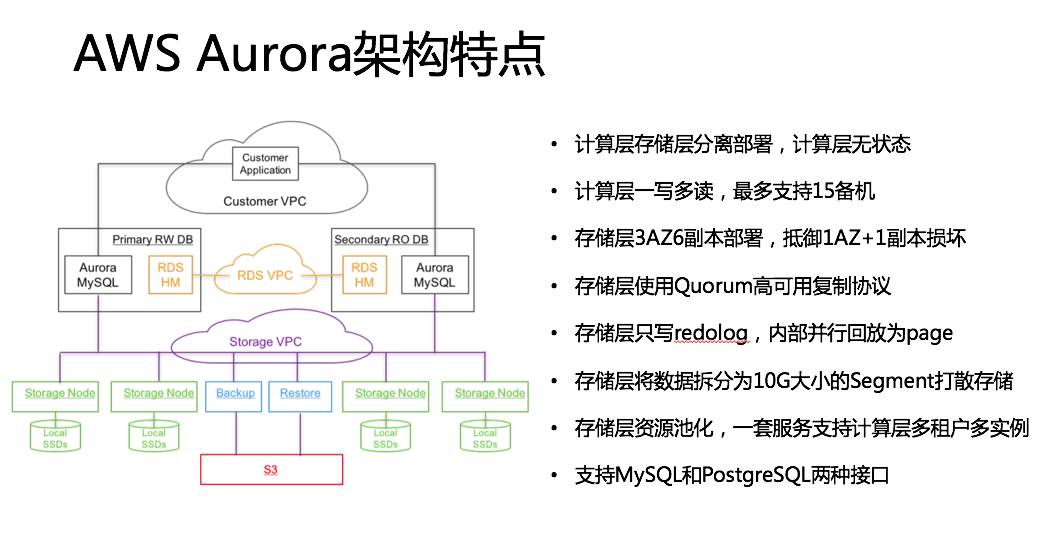 AWS Aurora架构特点
Customer
Application
Customer VPC
Primary RW DB
Secondary RO DB
Aurora
MySQL
RDS
HM
RDS VPC
RDS
HM
Aurora
MySQL
Storage VPC
Storage Node
Storage Node
Backup
Restore
Storage Node
Storage Node
Local
SSDs
Local
SSDs
Local
SSDs
Local
SSDs
S3
• 计算层存储层分离部署，计算层无状态
• 计算层一写多读，最多支持15备机
• 存储层3AZ6副本部署，抵御1AZ+1副本损坏
• 存储层使用Quorum高可用复制协议
• 存储层只写redolog，内部并行回放为page
• 存储层将数据拆分为10G大小的Segment打散存储
• 存储层资源池化，一套服务支持计算层多租户多实例
• 支持MySQL和PostgreSQL两种接口